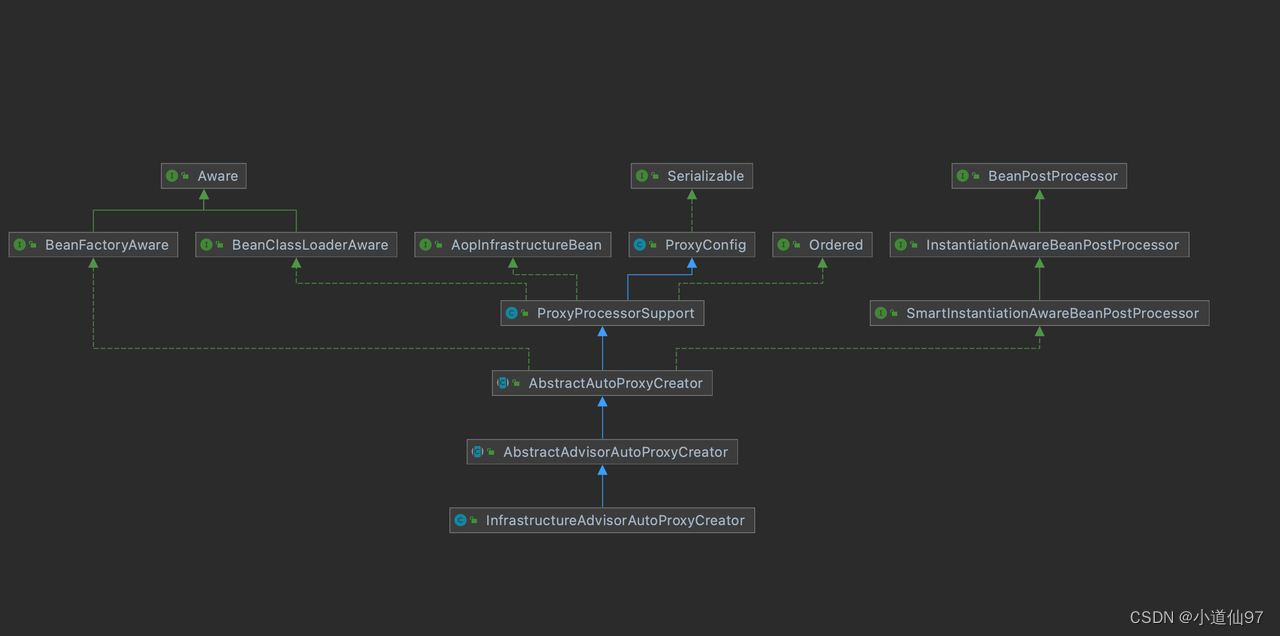 Aware
Serializable
BeanPostProcessor
BeanFactoryAware
BeanClassLoaderAware
AopInfrastructureBean
ProxyConfig
Ordered
InstantiationAwareBeanPostProcessor
ProxyProcessorSupport
SmartInstantiationAwareBeanPostProcessor
AbstractAutoProxyCreator
AbstractAdvisorAutoProxyCreator
InfrastructureAdvisorAutoProxyCreator
CSDN @小道仙97